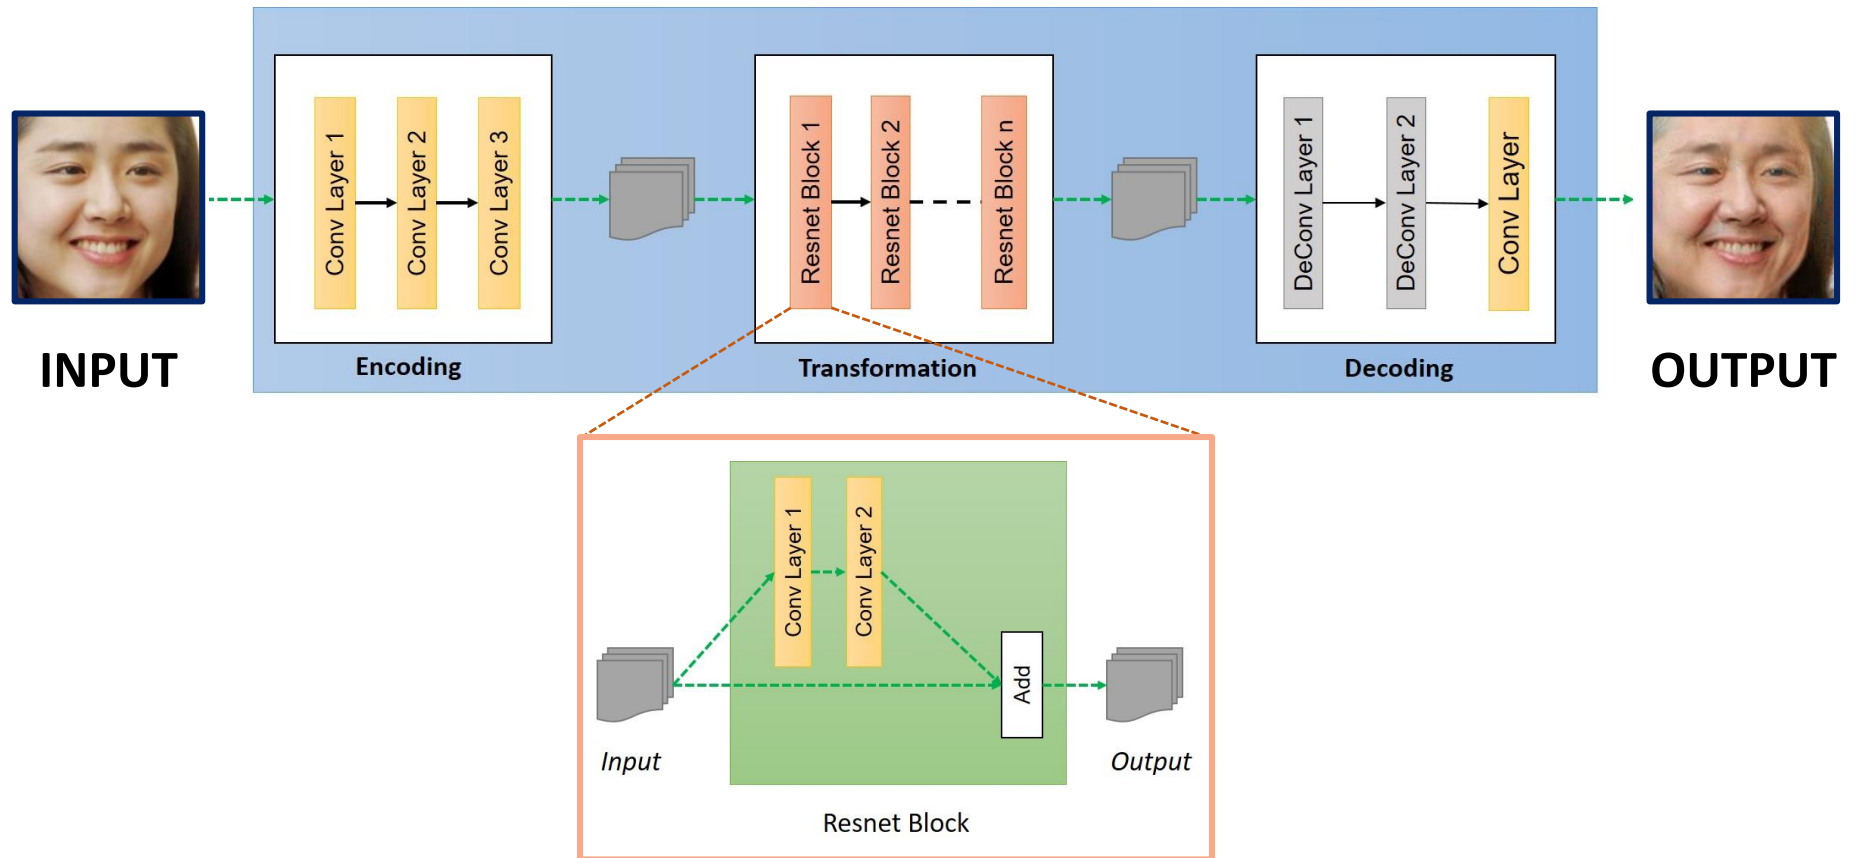 Conv Layer 1
Conv Layer 2
Conv Layer 3
Encoding
Resnet Block 1
Resnet Block 2
Resnet Block n
Transformation
DeConv Layer 1
DeConv Layer 2
Conv Layer
Decoding
INPUT
OUTPUT
Conv Layer 1
Conv Layer 2
Add
Input
Output
Resnet Block